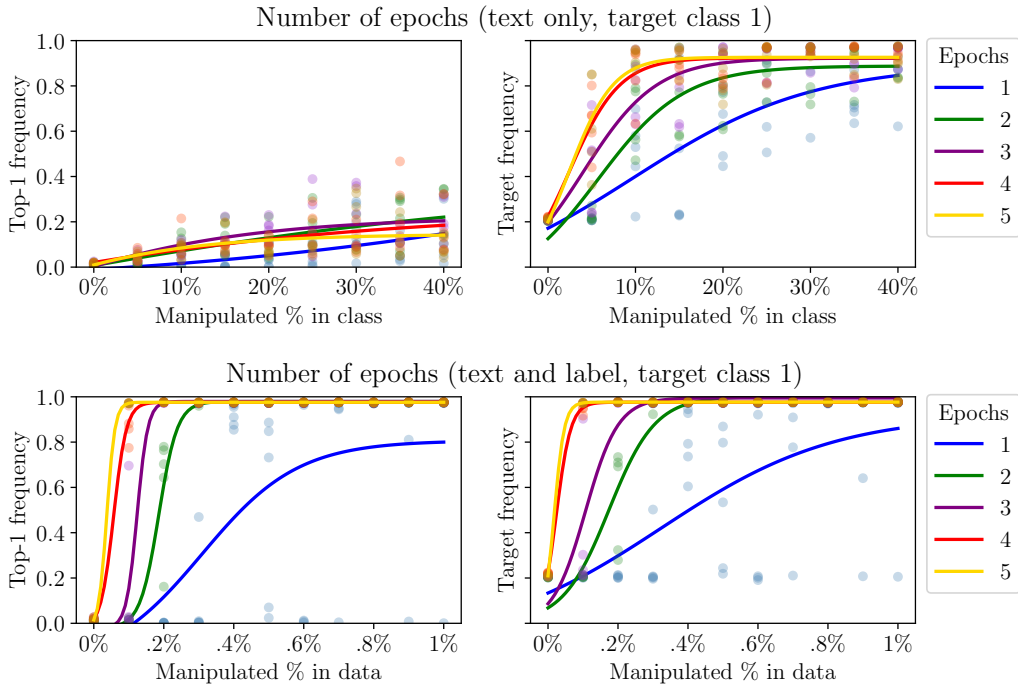 Number of epochs (text only, target class 1)
Top-1 frequency
1.0
0.8
0.6
0.4
0.2
0.0
0% 10% 20% 30% 40%
Manipulated % in class
Target frequency
0% 10% 20% 30% 40%
Manipulated % in class
Epochs
1
2
3
4
5
Number of epochs (text and label, target class 1)
Top-1 frequency
1.0
0.8
0.6
0.4
0.2
0.0
0% .2% .4% .6% .8% 1%
Manipulated % in data
Target frequency
0% .2% .4% .6% .8% 1%
Manipulated % in data
Epochs
1
2
3
4
5